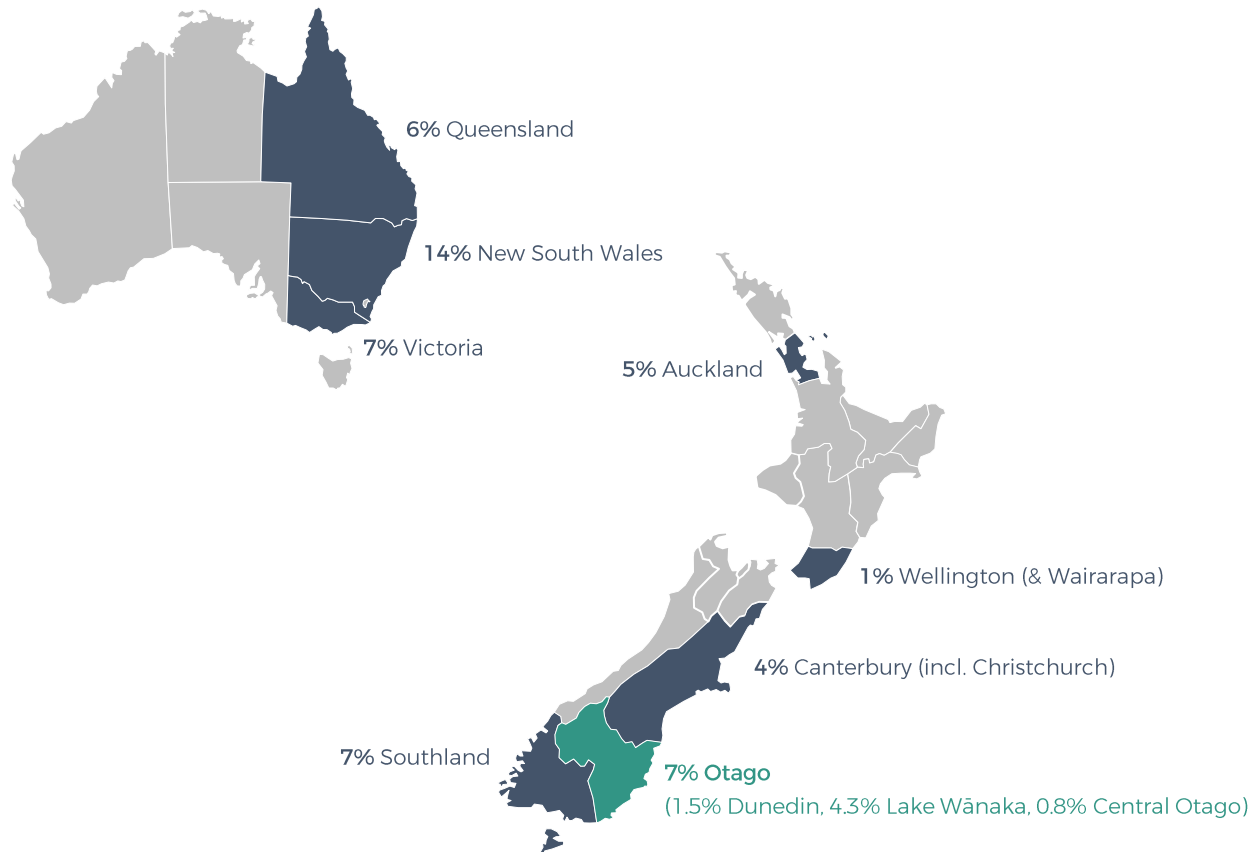 6% Queensland
14% New South Wales
7% Victoria
5% Auckland
1% Wellington (& Wairarapa)
4% Canterbury (incl. Christchurch)
7% Southland
7% Otago
(1.5% Dunedin, 4.3% Lake Wānaka, 0.8% Central Otago)